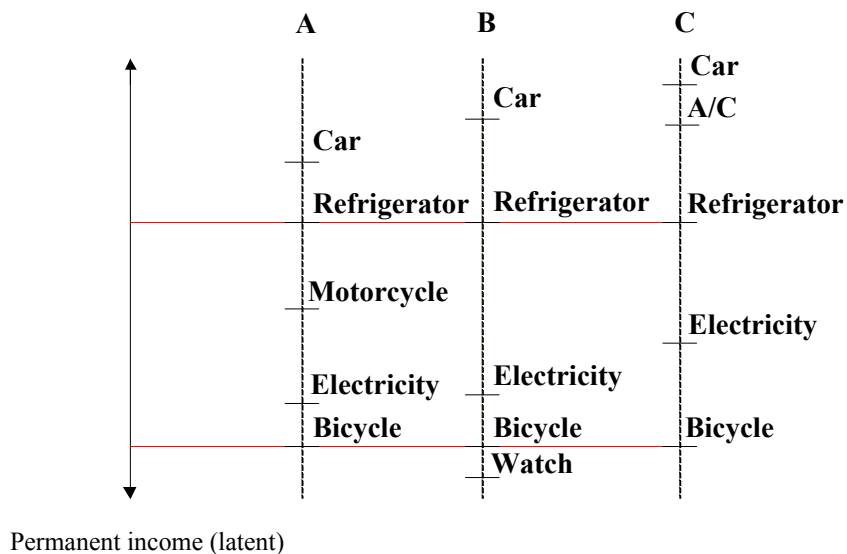 A B C
Car
Car
A/C
Car
Refrigerator Refrigerator Refrigerator
Motorcycle
Electricity
Electricity Electricity
Bicycle Bicycle Bicycle
Watch
Permanent income (latent)